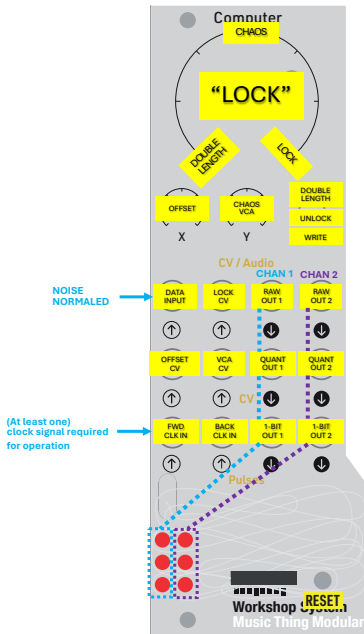 Computer
CHAOS
“LOCK”
DOUBLE
LENGTH
LOCK
OFFSET
CHAOS
VCA
DOUBLE
LENGTH
UNLOCK
WRITE
X
Y
CV / Audio
CHAN 1
CHAN 2
NOISE
NORMALED
DATA
INPUT
LOCK
CV
RAW
OUT 1
RAW
OUT 2
OFFSET
CV
VCA
CV
QUANT
OUT 1
QUANT
OUT 2
CV
(At least one)
clock signal required
for operation
FWD
CLK IN
BACK
CLK IN
1-BIT
OUT 1
1-BIT
OUT 2
Pulses
RESET
Workshop System
Music Thing Modular